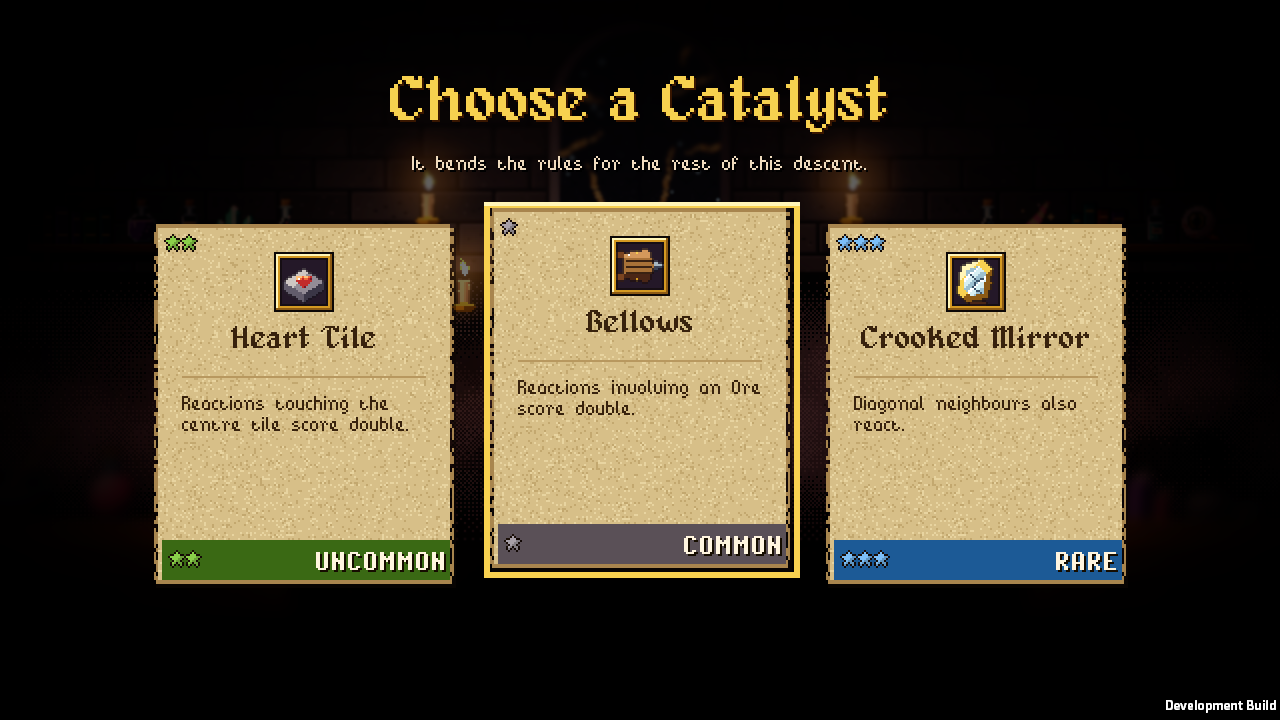 Choose a Catalyst
It bends the rules for the rest of this descent.
Heart Tile
Reactions touching the
centre tile score double.
UNCOMMON
Bellows
Reactions involving an Ore
score double.
COMMON
Crooked Mirror
Diagonal neighbours also
react.
RARE
Development Build